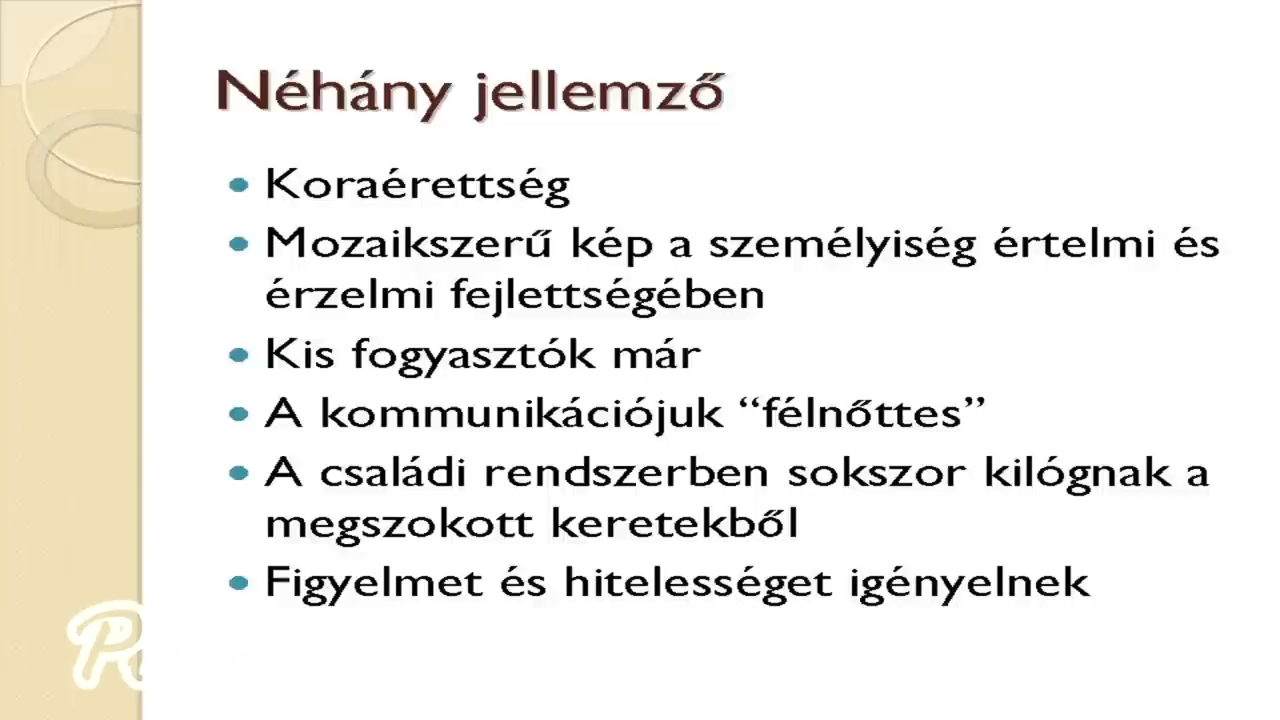 Néhány jellemző
• Koraérettség
• Mozaikszerű kép a személyiség értelmi és
érzelmi fejlettségében
• Kis fogyasztók már
• A kommunikációjuk “félnőttes”
• A családi rendszerben sokszor kilógnak a
megszokott keretekből
• Figyelmet és hitelességet igényelnek